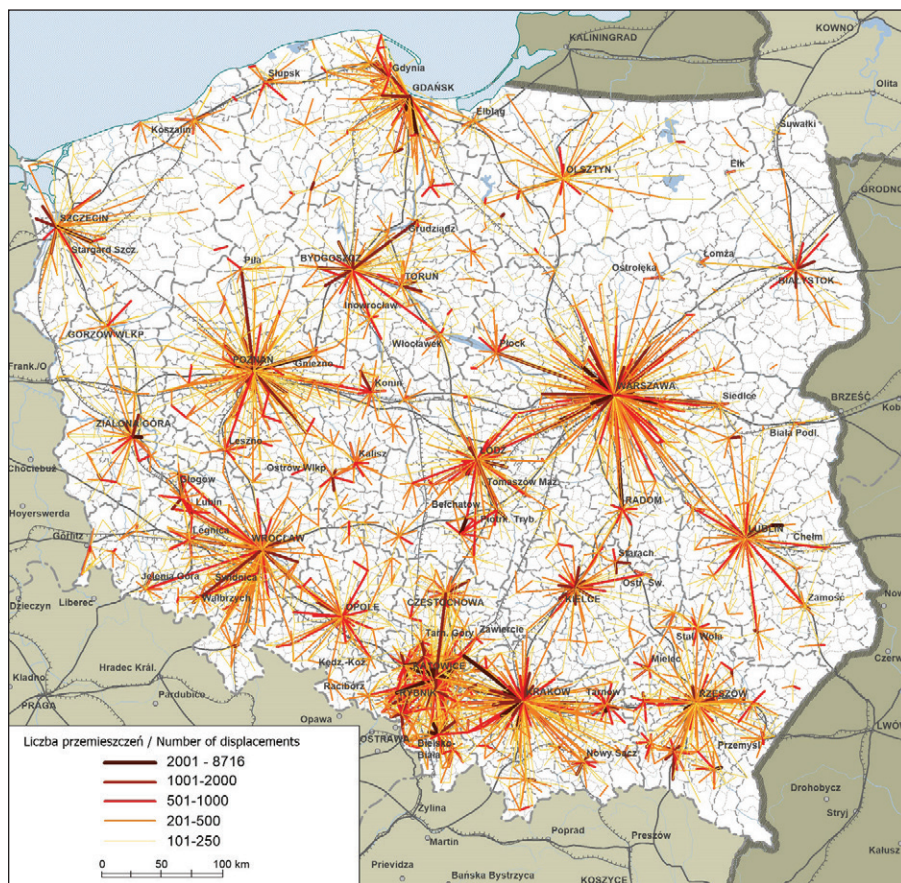 KALININGRAD
KOWNO
Olita
Gdynia
Słupsk
GDAŃSK
Elbląg
Suwałki
Koszalin
Ełk
OLSZTYN
GRODNO
SZCZECIN
Grudziądz
Stargard Szcz.
BYDGOSZCZ
Łomża
Piła
Ostrołęka
TORUŃ
BIAŁYSTOK
Inowrocław
GORZÓW WLKP
Włocławek
Płock
POZNAŃ
Gniezno
Frank./O
Konin
WARSZAWA
Siedlce
BRZEŚĆ
Kob
ZIALONA GÓRA
Biała Podl.
Leszno
ŁÓDŹ
Kalisz
Chociebuż
Ostrów Wlkp.
Głogów
Tomaszów Maz.
Lubin
Bełchatów
RADOM
Hoyerswerda
Piotrk. Tryb.
Legnica
LUBLIN
Görlitz
WROCŁAW
Chełm
Starach.
Jelenia Góra
Świdnica
Ostr. Św.
Dzieczyn
Liberec
Wałbrzych
KIELCE
CZĘSTOCHOWA
Zamość
OPOLE
Tarn. Góry
Zawiercie
Stal. Wola
Hradec Král.
Kędz.-Koź.
Mielec
Czerw
Kladno
KATOWICE
Racibórz
RYBNIK
KRAKÓW
Tarnów
RZESZÓW
PRAGA
Pardubice
Opawa
LWÓW
OSTRAWA
Bielsko-
Biała
Nowy Sącz
Przemyśl
Liczba przemieszczeń / Number of displacements
2001 - 8716
1001-2000
501-1000
201-500
101-250
0 50 100 km
Drohobycz
Żylina
Stryj
Poprad
Preszów
Martin
Kałusz
Prievidza
Bańska Bystrzyca
KOSZYCE